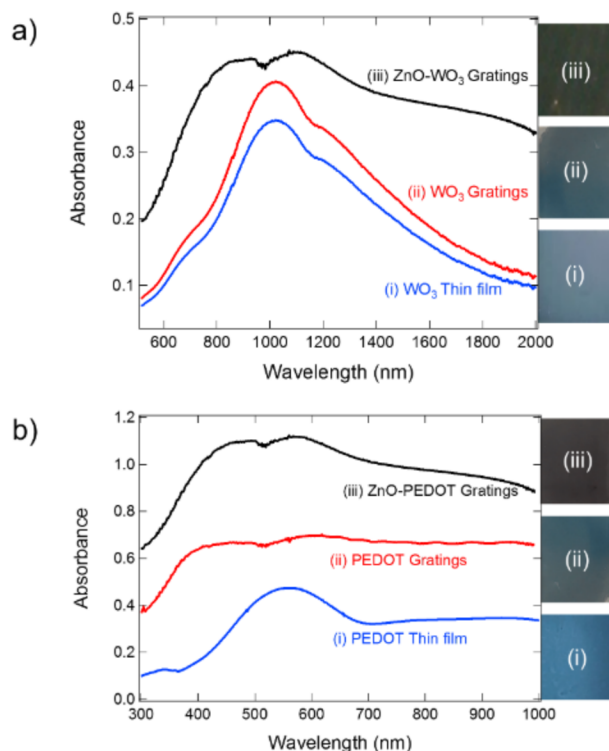 a)
0.5
0.4
0.3
0.2
0.1
Absorbance
(iii) ZnO-WO₃ Gratings
(ii) WO₃ Gratings
(i) WO₃ Thin film
600 800 1000 1200 1400 1600 1800 2000
Wavelength (nm)
(iii)
(ii)
(i)
b)
1.2
1.0
0.8
0.6
0.4
0.2
0.0
Absorbance
(iii) ZnO-PEDOT Gratings
(ii) PEDOT Gratings
(i) PEDOT Thin film
300 400 500 600 700 800 900 1000
Wavelength (nm)
(iii)
(ii)
(i)